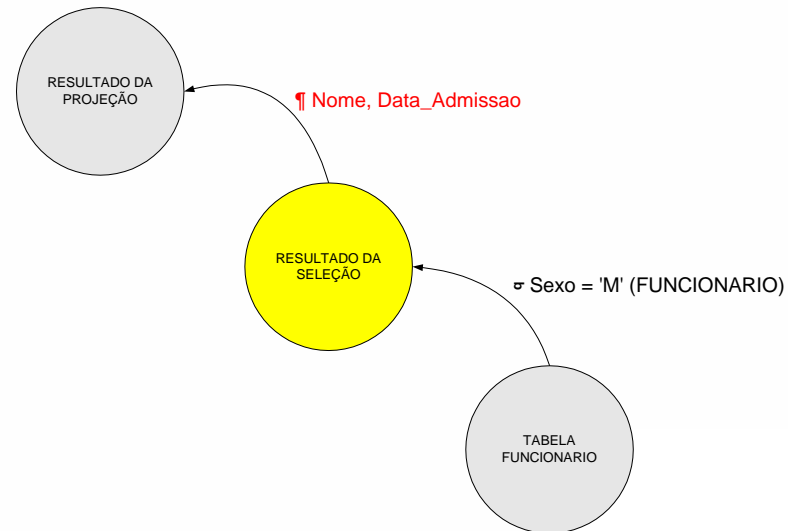 RESULTADO DA
PROJEÇÃO
¶ Nome, Data_Admissao
RESULTADO DA
SELEÇÃO
σ Sexo = 'M' (FUNCIONARIO)
TABELA
FUNCIONARIO